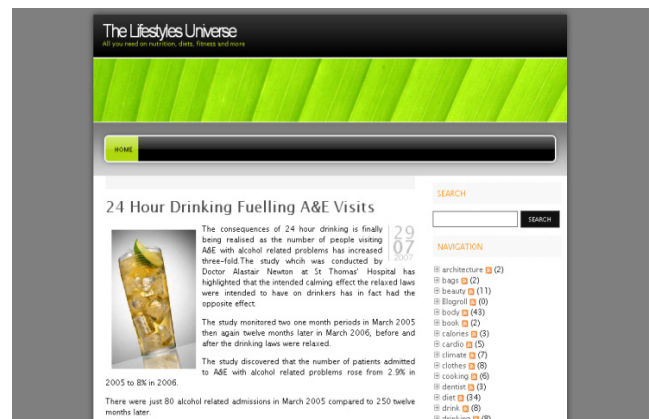 The Lifestyles Universe
All you need on nutrition, diets, fitness and more
HOME
24 Hour Drinking Fuelling A&E Visits
29
07
2007
The consequences of 24 hour drinking is finally
being realised as the number of people visiting
A&E with alcohol related problems has increased
three-fold.The study whcih was conducted by
Doctor Alastair Newton at St Thomas' Hospital has
highlighted that the intended calming effect the relaxed laws
were intended to have on drinkers has in fact had the
opposite effect.
The study monitored two one month periods in March 2005
then again twelve months later in March 2006, before and
after the drinking laws were relaxed.
The study discovered that the number of patients admitted
to A&E with alcohol related problems rose from 2.9% in
2005 to 8% in 2006.
There were just 80 alcohol related admissions in March 2005 compared to 250 twelve
months later.
SEARCH
SEARCH
NAVIGATION
architecture (2)
bags (2)
beauty (11)
Blogroll (0)
body (43)
book (2)
calories (3)
cardio (5)
climate (7)
clothes (8)
cooking (6)
dentist (3)
diet (34)
drink (8)
drinking (8)